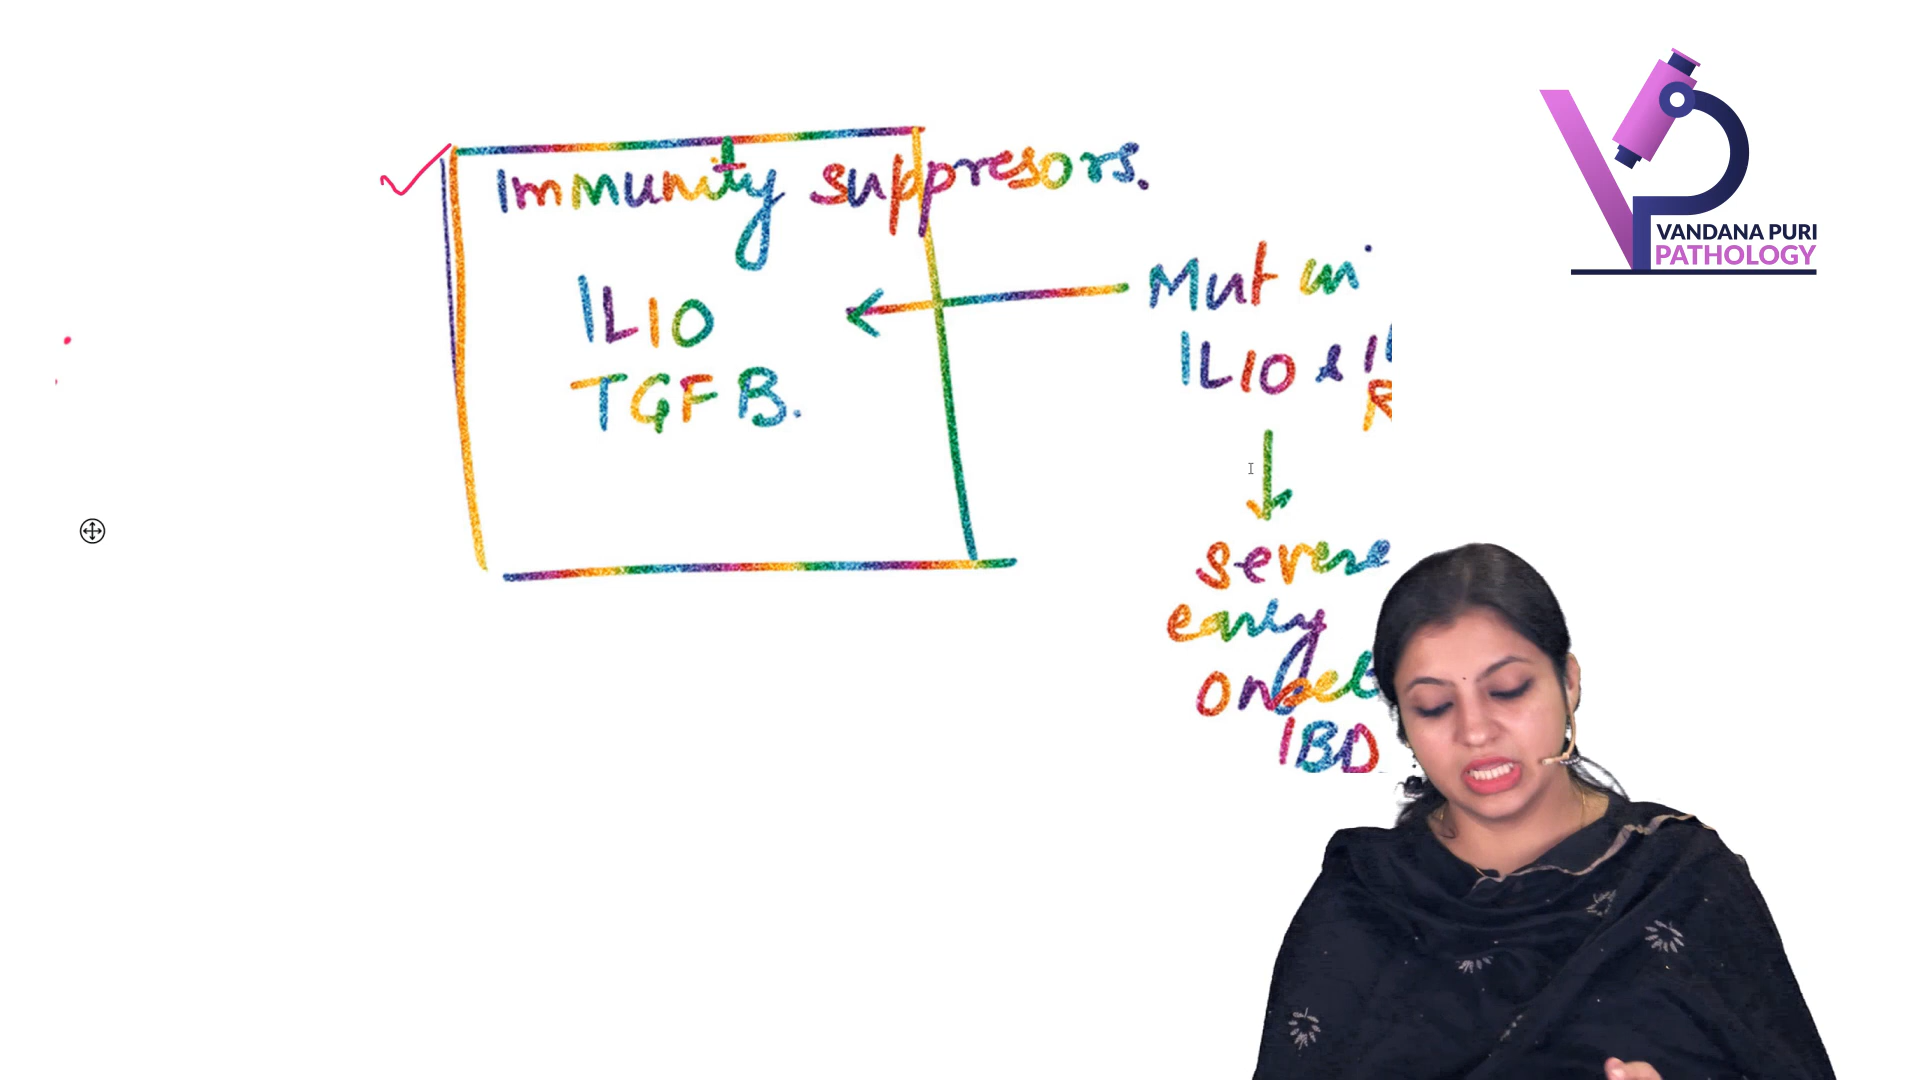 Immunity suppresors.
IL10
TGF B.
Mut in
IL10 &
severe
early
onset
IBD
VANDANA PURI
PATHOLOGY